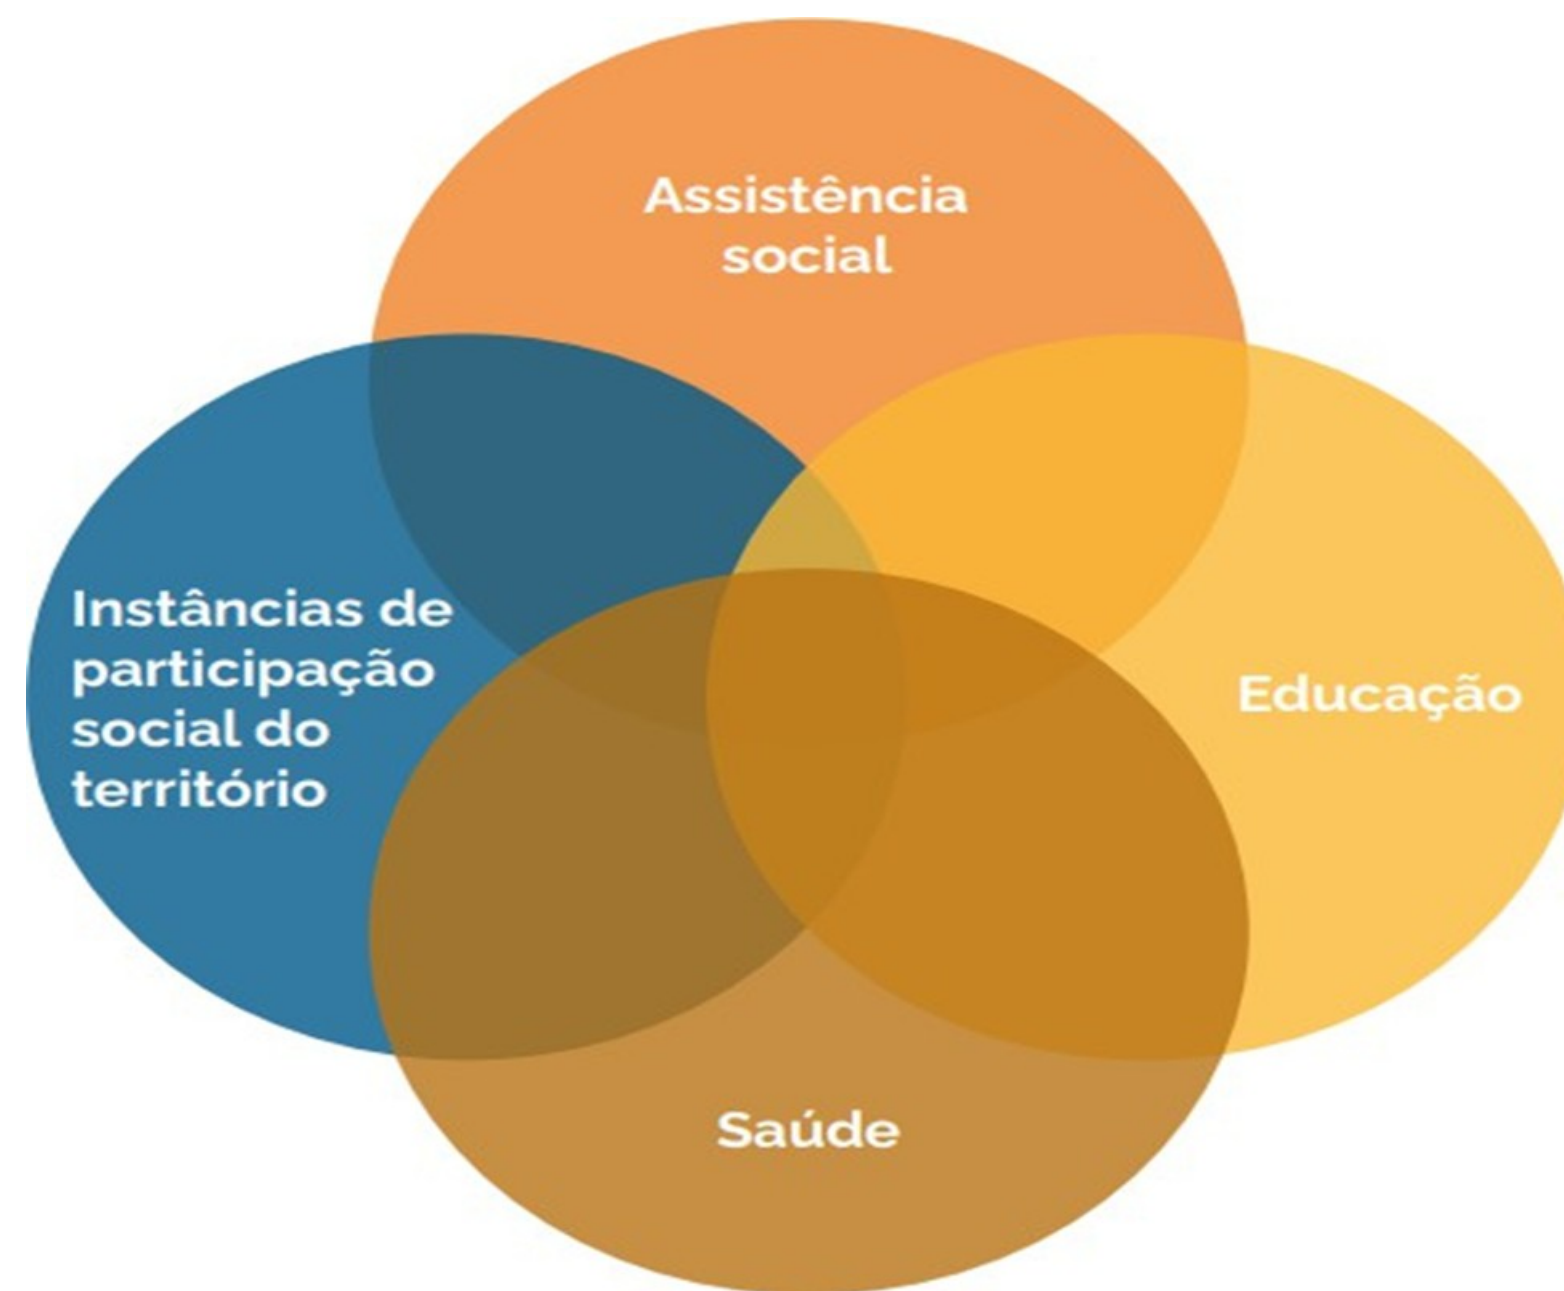 Assistência
social
Instâncias de
participação
social do
território
Educação
Saúde